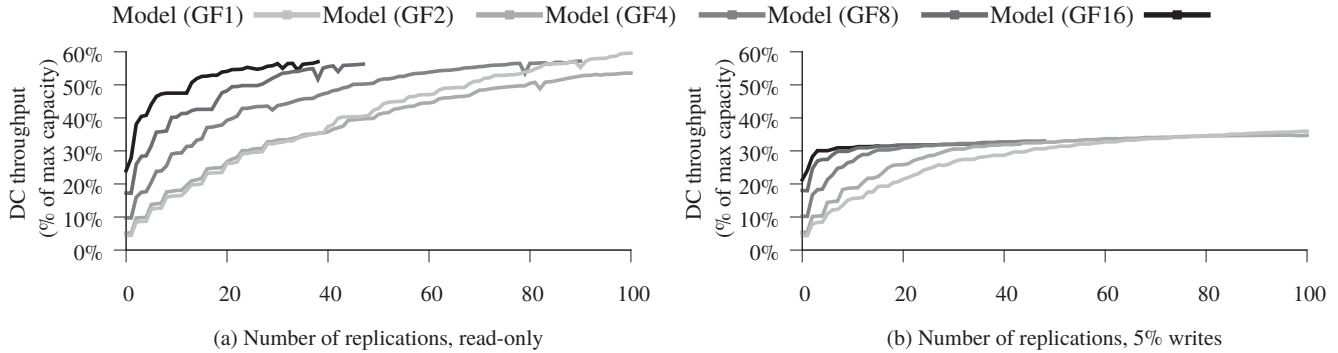 Model (GF1) Model (GF2) Model (GF4) Model (GF8) Model (GF16)
DC throughput
(% of max capacity)
60%
50%
40%
30%
20%
10%
0%
0 20 40 60 80 100
(a) Number of replications, read-only
DC throughput
(% of max capacity)
60%
50%
40%
30%
20%
10%
0%
0 20 40 60 80 100
(b) Number of replications, 5% writes